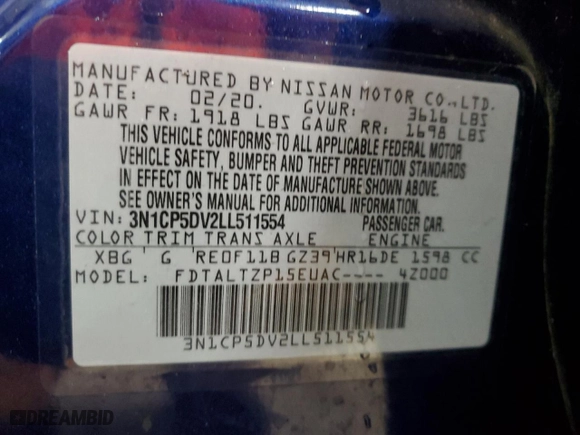 MANUFACTURED BY NISSAN MOTOR CO.,LTD.
DATE: 02/20. GVWR: 3616 LBS
GAWR FR: 1918 LBS GAWR RR: 1698 LBS
THIS VEHICLE CONFORMS TO ALL APPLICABLE FEDERAL MOTOR
VEHICLE SAFETY, BUMPER AND THEFT PREVENTION STANDARDS
IN EFFECT ON THE DATE OF MANUFACTURE SHOWN ABOVE.
SEE OWNER'S MANUAL FOR ADDITIONAL INFORMATION.
VIN: 3N1CP5DV2LL511554 PASSENGER CAR.
COLOR TRIM TRANS AXLE ENGINE
XBG G RE0F11B GZ39 HR16DE 1598 CC
MODEL: FDTALTZP15EUAC---- 4Z000
3N1CP5DV2LL511554
DREAMBID